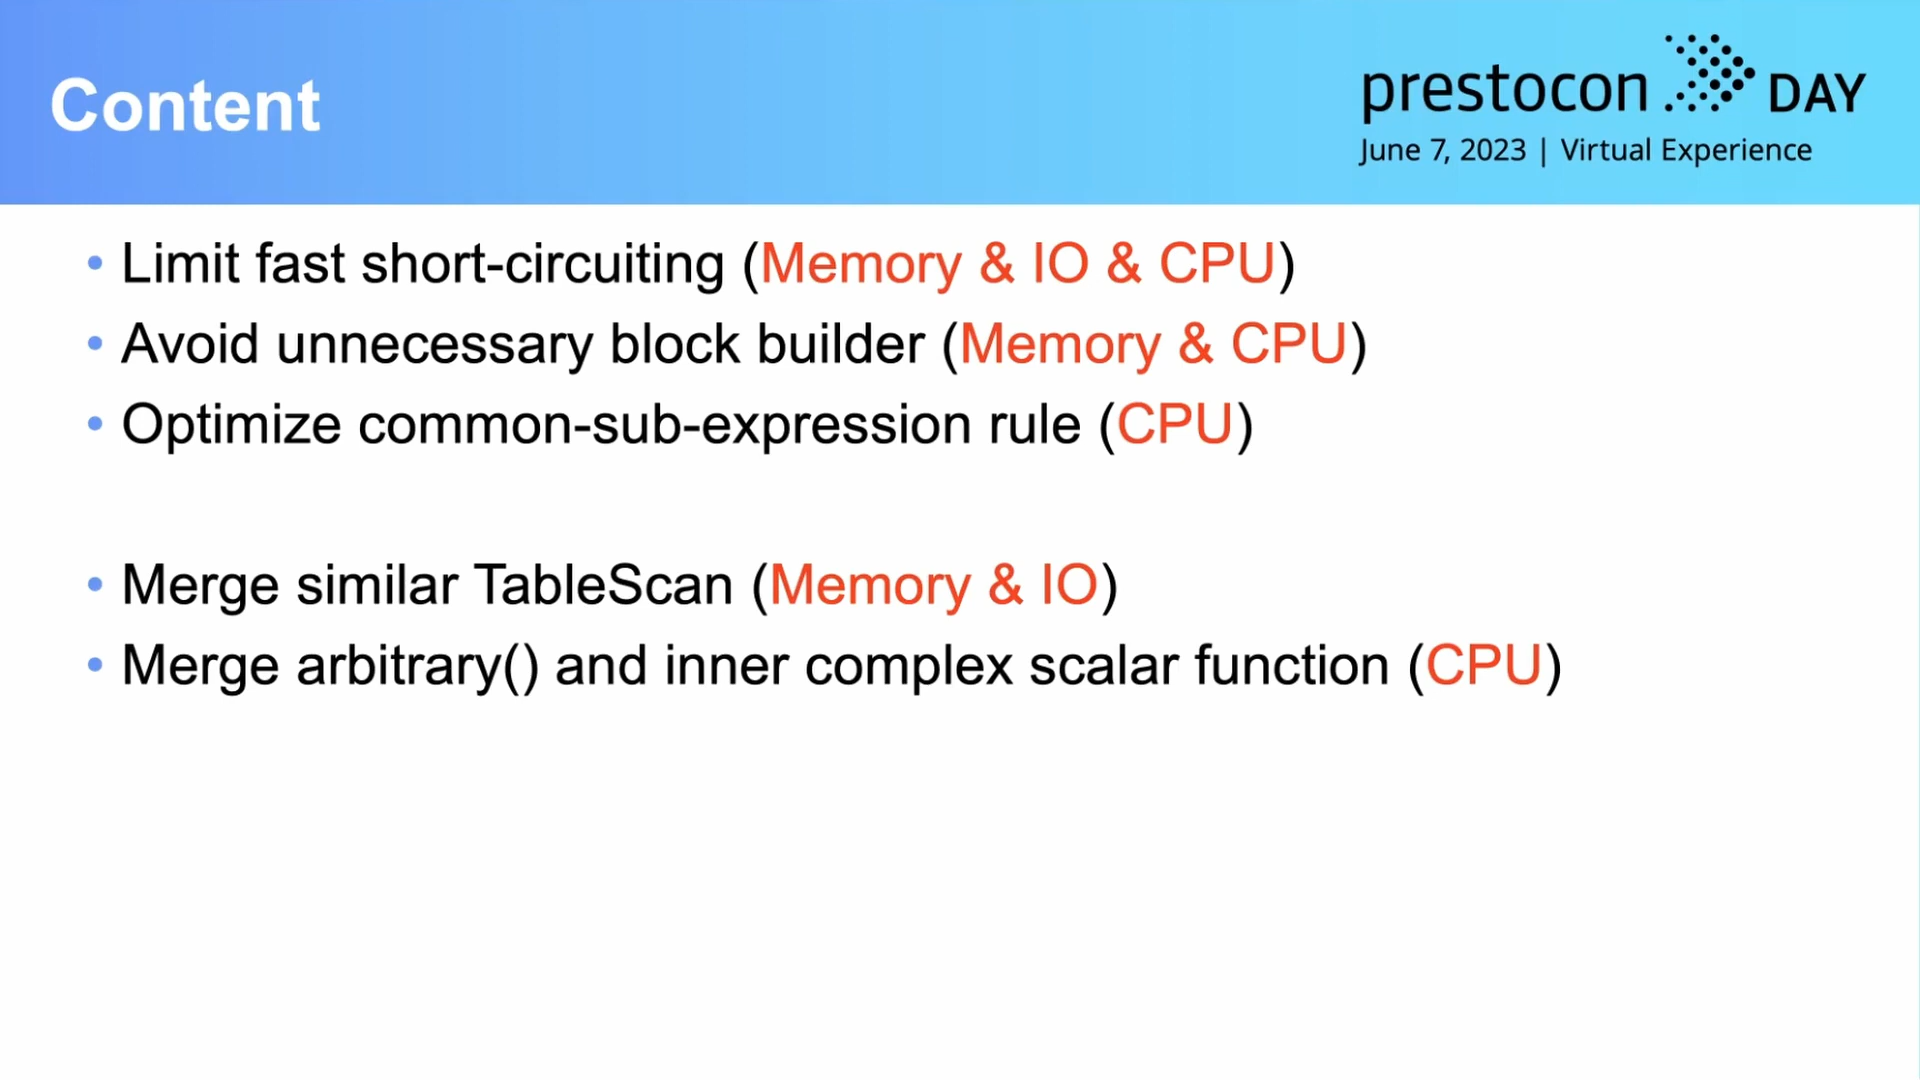 Content
prestocon DAY
June 7, 2023 | Virtual Experience
• Limit fast short-circuiting (Memory & IO & CPU)
• Avoid unnecessary block builder (Memory & CPU)
• Optimize common-sub-expression rule (CPU)
• Merge similar TableScan (Memory & IO)
• Merge arbitrary() and inner complex scalar function (CPU)